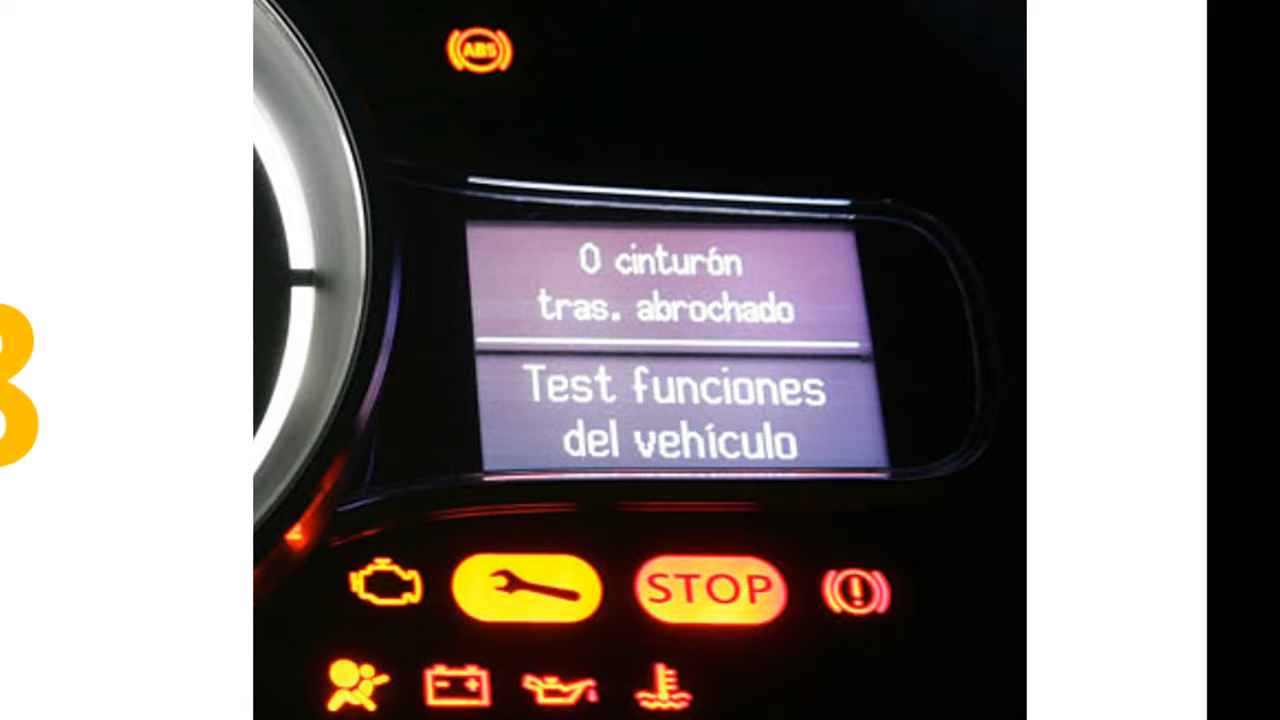 ABS
0 cinturón
tras. abrochado
Test funciones
del vehículo
STOP